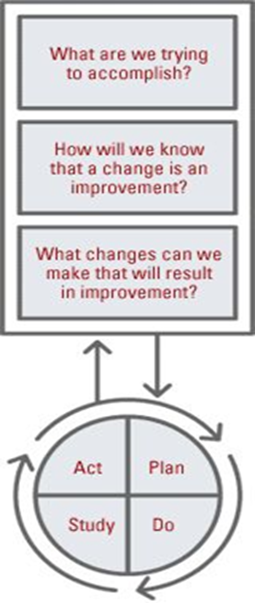 What are we trying
to accomplish?
How will we know
that a change is an
improvement?
What changes can we
make that will result
in improvement?
Act Plan
Study Do